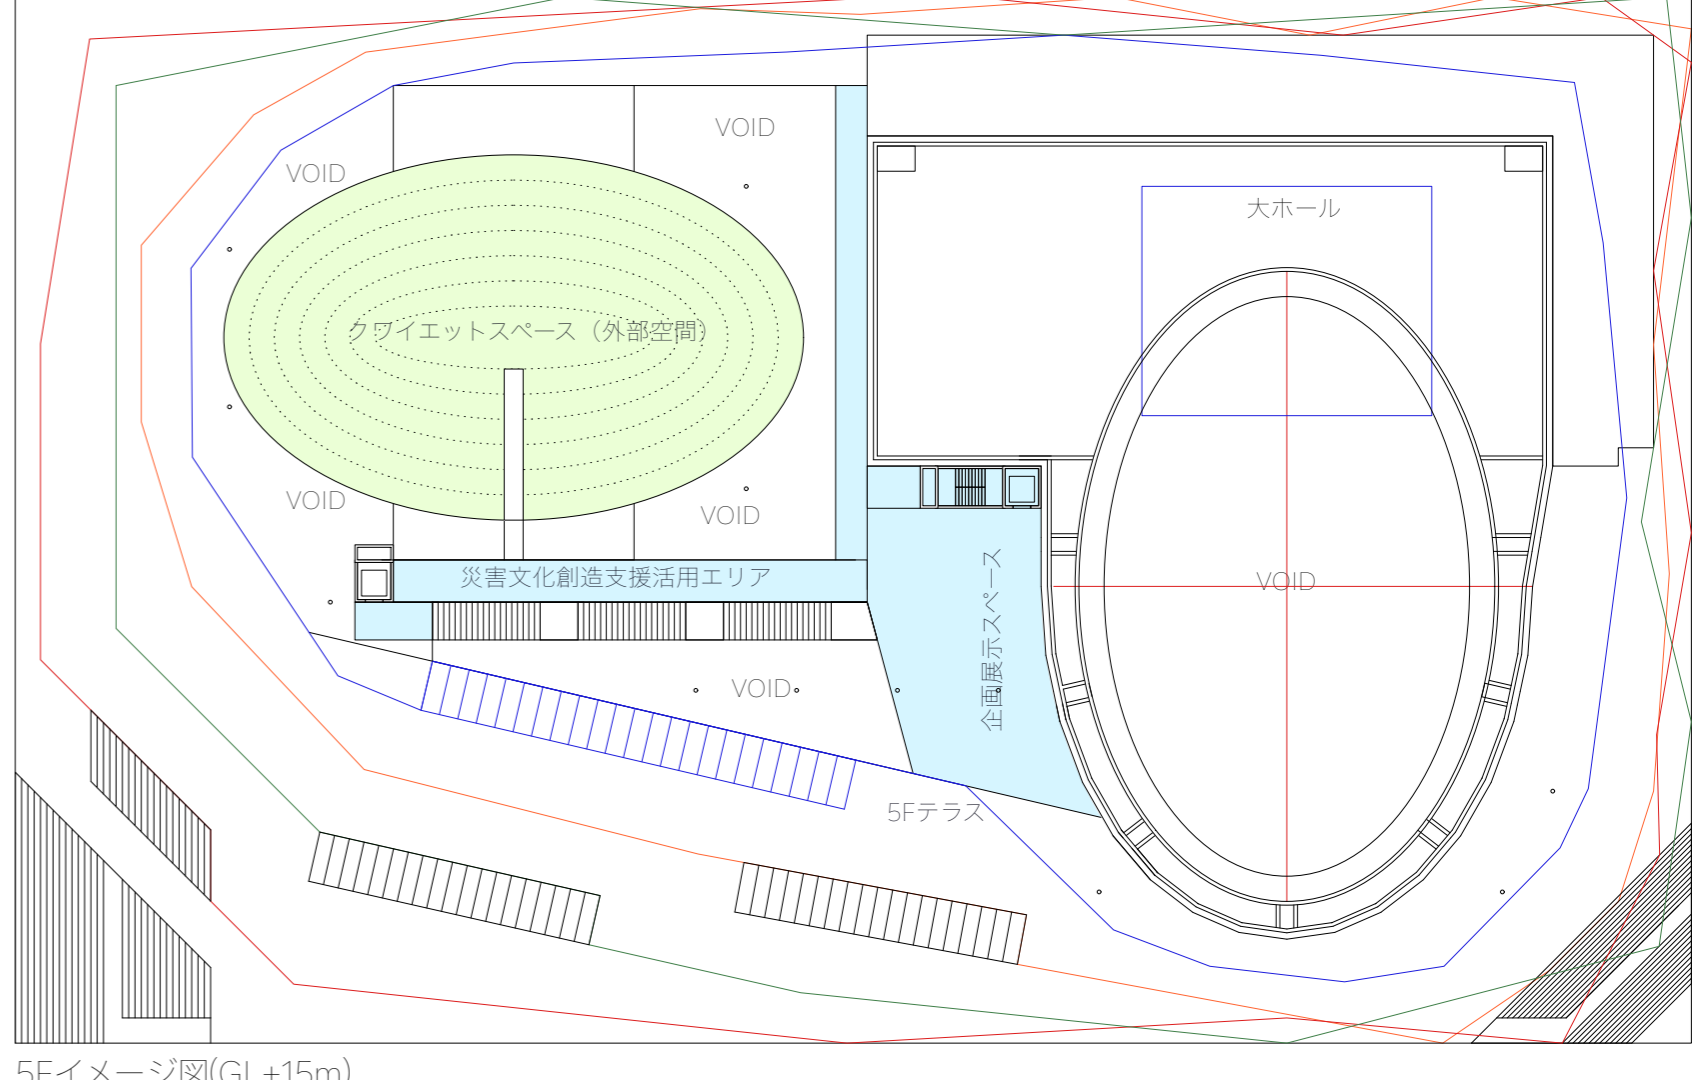 VOID
VOID
大ホール
クワイエットスペース（外部空間）
VOID
VOID
災害文化創造支援活用エリア
VOID
企画展示スペース
VOID
5Fテラス
5Fイメージ図(GL+15m)